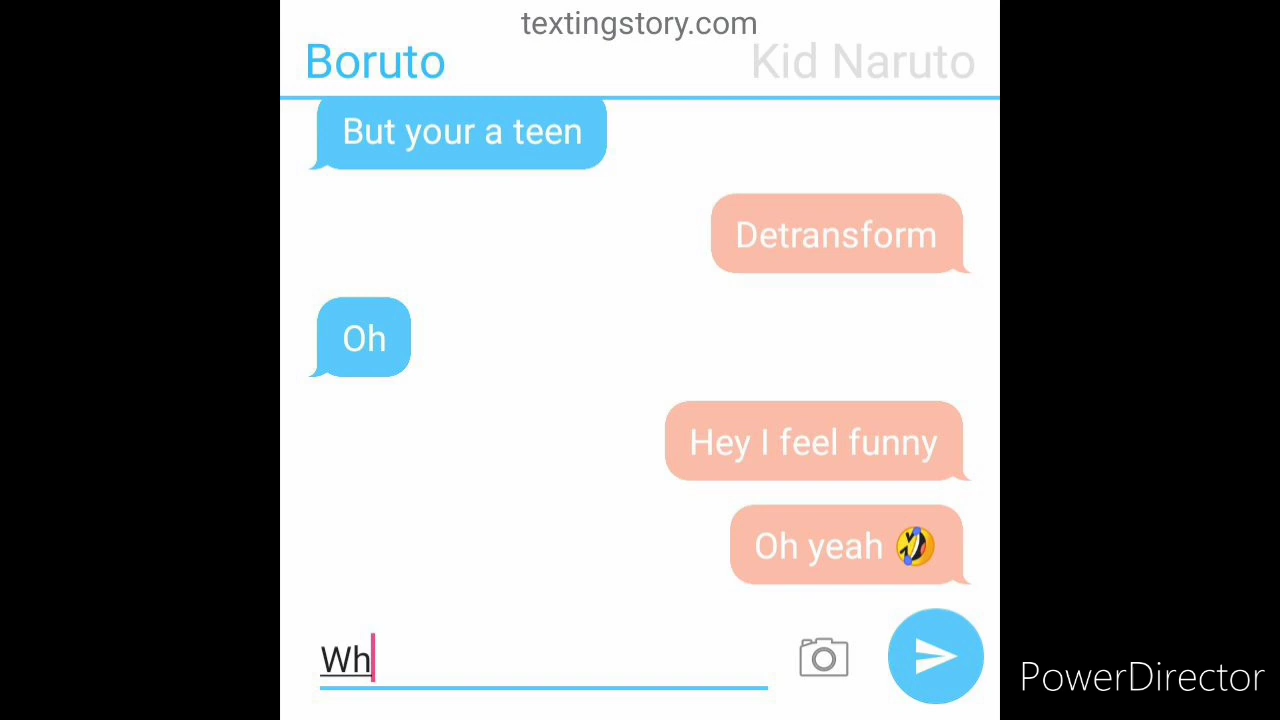 textingstory.com
Boruto
Kid Naruto
But your a teen
Detransform
Oh
Hey I feel funny
Oh yeah 🤣
Wh
PowerDirector